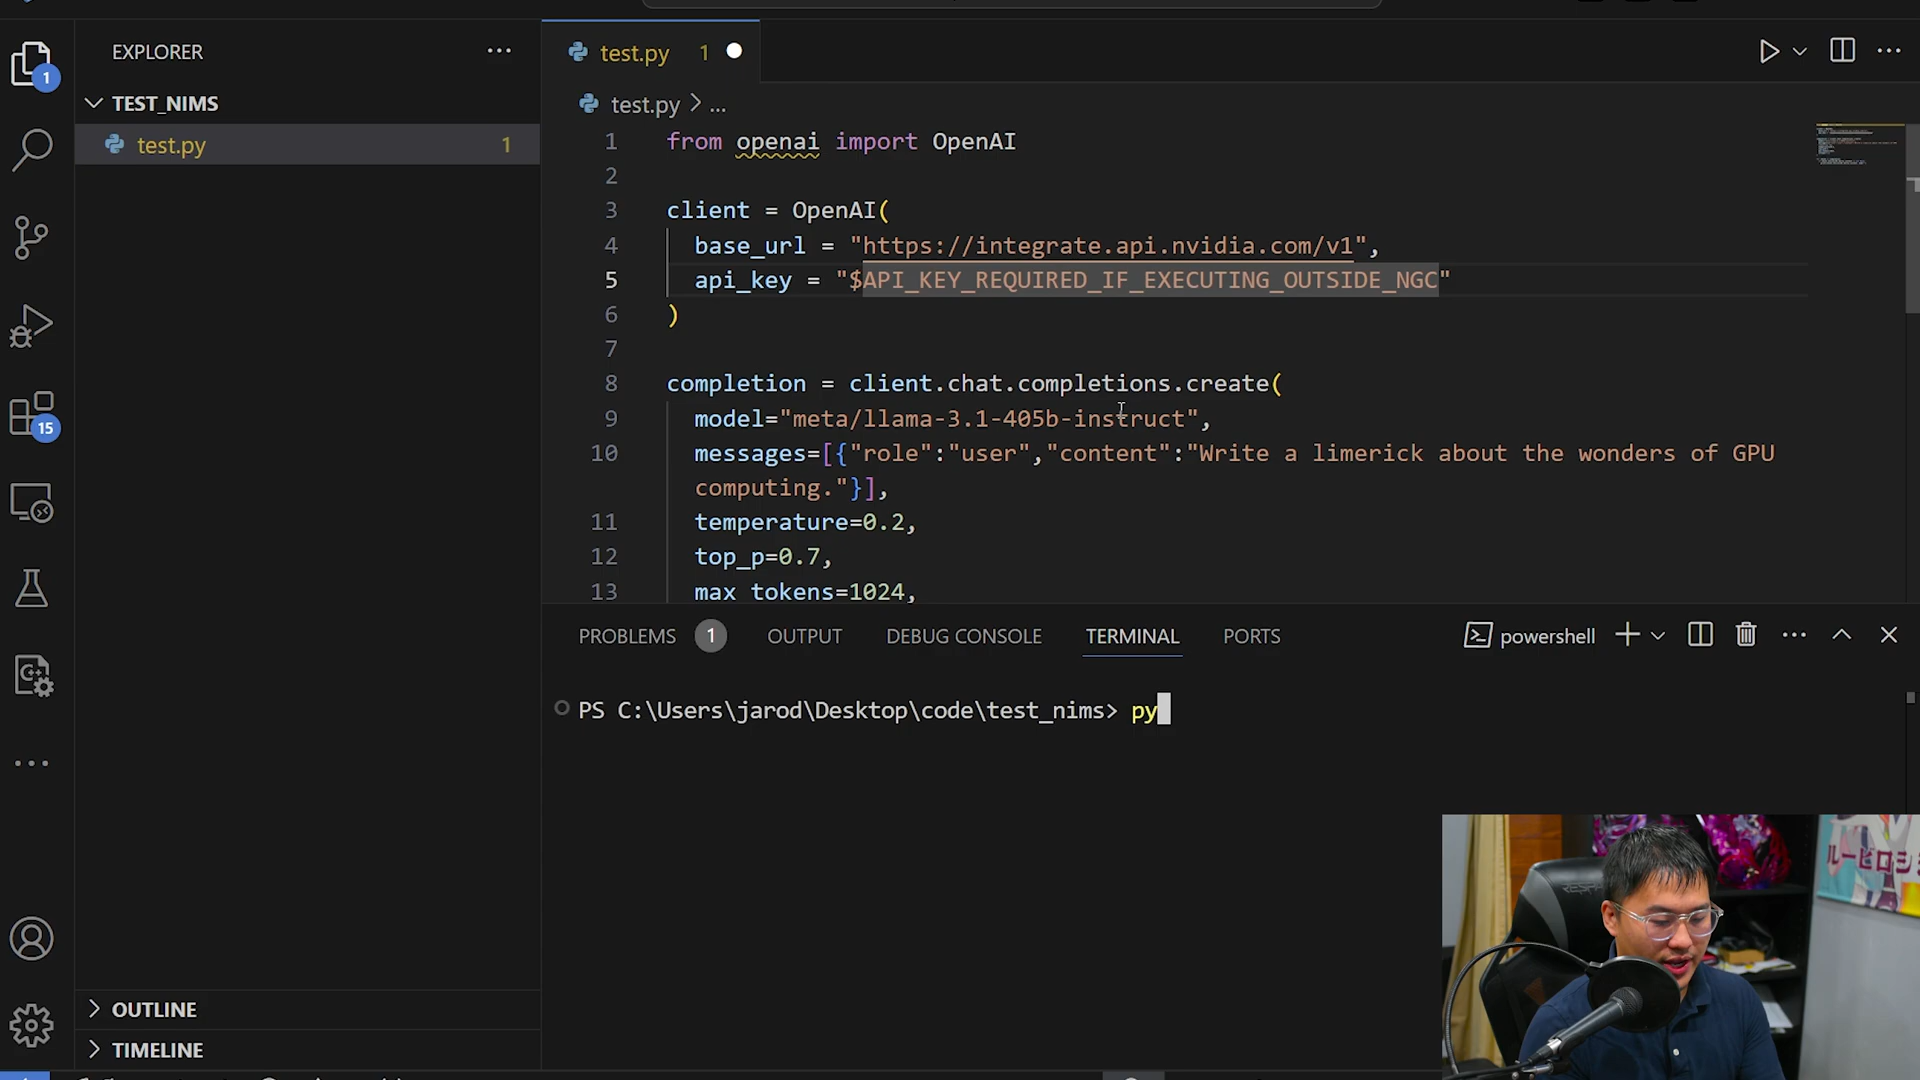 EXPLORER
1
TEST_NIMS
test.py 1
15
OUTLINE
TIMELINE
test.py 1
test.py > ...
1 from openai import OpenAI
2
3 client = OpenAI(
4 base_url = "https://integrate.api.nvidia.com/v1",
5 api_key = "$API_KEY_REQUIRED_IF_EXECUTING_OUTSIDE_NGC"
6 )
7
8 completion = client.chat.completions.create(
9 model="meta/llama-3.1-405b-instruct",
10 messages=[{"role":"user","content":"Write a limerick about the wonders of GPU
computing."}],
11 temperature=0.2,
12 top_p=0.7,
13 max_tokens=1024,
PROBLEMS 1 OUTPUT DEBUG CONSOLE TERMINAL PORTS powershell
PS C:\Users\jarod\Desktop\code\test_nims> py